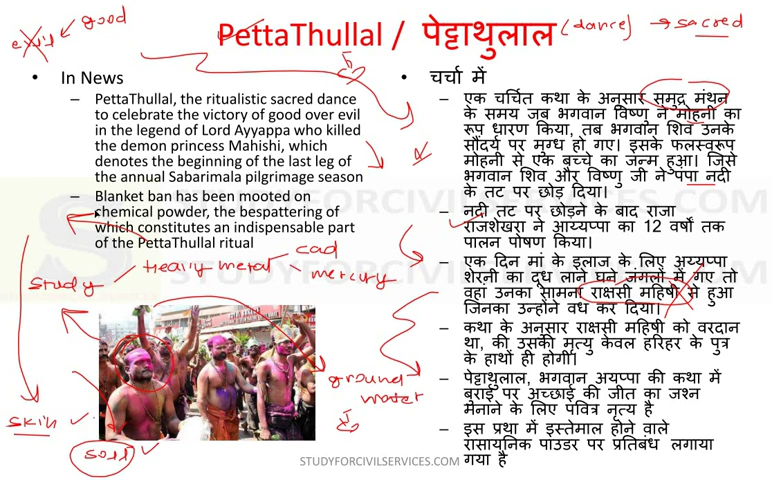 PettaThullal / पेट्टाथुलाल
(dance) → sacred
evil
good
• In News
– PettaThullal, the ritualistic sacred dance
to celebrate the victory of good over evil
in the legend of Lord Ayyappa who killed
the demon princess Mahishi, which
denotes the beginning of the last leg of
the annual Sabarimala pilgrimage season
– Blanket ban has been mooted on
chemical powder, the bespattering of
which constitutes an indispensable part
of the PettaThullal ritual
study
Heavy metal
cad
mercury
ground
water
skin
soil
• चर्चा में
– एक चर्चित कथा के अनुसार समुद्र मंथन
के समय जब भगवान विष्णु ने मोहनी का
रूप धारण किया, तब भगवान शिव उनके
सौंदर्य पर मुग्ध हो गए। इसके फलस्वरूप
मोहनी से एक बच्चे का जन्म हुआ। जिसे
भगवान शिव और विष्णु जी ने पंपा नदी
के तट पर छोड़ दिया।
– नदी तट पर छोड़ने के बाद राजा
राजशेखरा ने आय्यप्पा का 12 वर्षों तक
पालन पोषण किया।
– एक दिन मां के इलाज के लिए अय्यप्पा
शेरनी का दूध लाने घने जंगलों में गए तो
वहां उनका सामना राक्षसी महिषी से हुआ
जिनका उन्होंने वध कर दिया।
– कथा के अनुसार राक्षसी महिषी को वरदान
था, की उसकी मृत्यु केवल हरिहर के पुत्र
के हाथों ही होगी।
– पेट्टाथुलाल, भगवान अयप्पा की कथा में
बुराई पर अच्छाई की जीत का जश्न
मनाने के लिए पवित्र नृत्य है
– इस प्रथा में इस्तेमाल होने वाले
रासायनिक पाउडर पर प्रतिबंध लगाया
गया है
STUDYFORCIVILSERVICES.COM
STUDYFORCIVILSERVICES.COM
STUDYFORCIVILSERVICES.COM